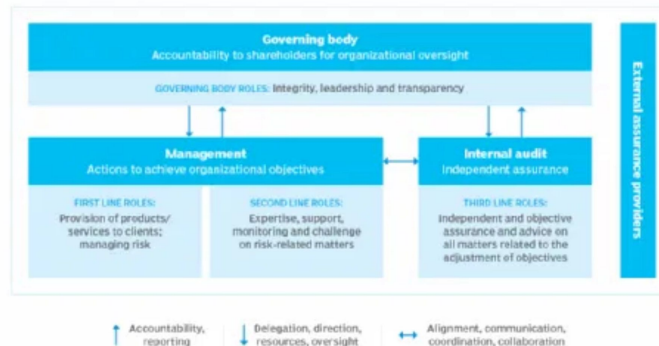 Governing body
Accountability to shareholders for organizational oversight
GOVERNING BODY ROLES: Integrity, leadership and transparency
Management
Actions to achieve organizational objectives
Internal audit
Independent assurance
FIRST LINE ROLES:
Provision of products/
services to clients;
managing risk
SECOND LINE ROLES:
Expertise, support,
monitoring and challenge
on risk-related matters
THIRD LINE ROLES:
Independent and objective
assurance and advice on
all matters related to the
adjustment of objectives
External assurance providers
Accountability,
reporting
Delegation, direction,
resources, oversight
Alignment, communication,
coordination, collaboration